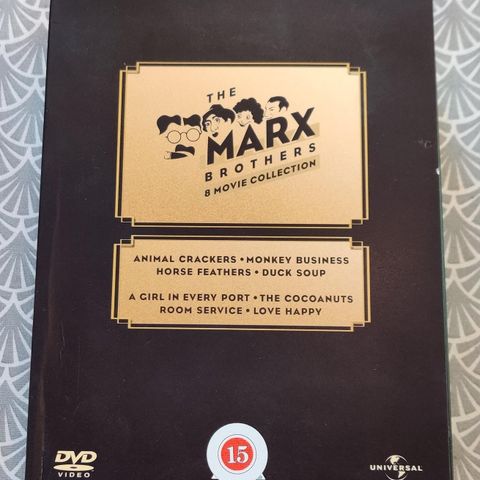 THE
MARX
BROTHERS
8 MOVIE COLLECTION
ANIMAL CRACKERS • MONKEY BUSINESS
HORSE FEATHERS • DUCK SOUP
A GIRL IN EVERY PORT • THE COCOANUTS
ROOM SERVICE • LOVE HAPPY
DVD
VIDEO
15
UNIVERSAL